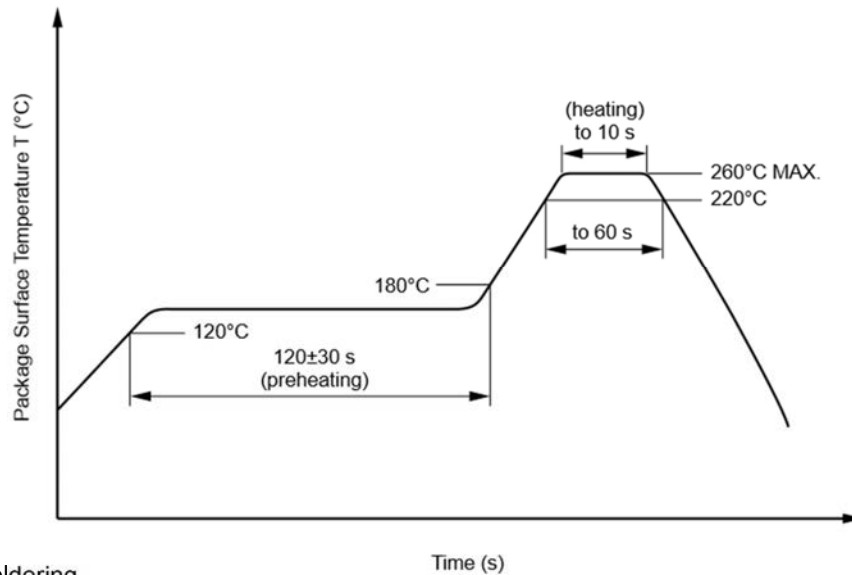 Package Surface Temperature T (°C)
(heating)
to 10 s
260°C MAX.
220°C
to 60 s
180°C
120°C
120±30 s
(preheating)
Time (s)